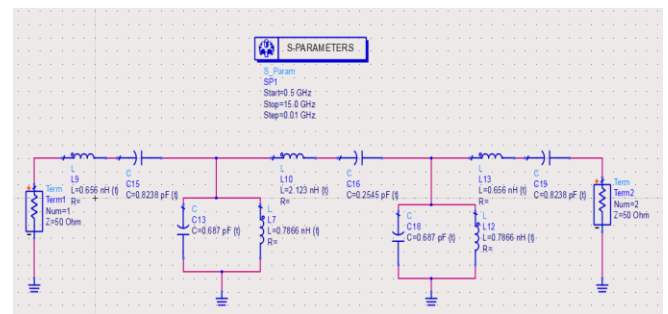 S-PARAMETERS
S_Param
SP1
Start=0.5 GHz
Stop=15.0 GHz
Step=0.01 GHz
L
L9
L=0.656 nH {t}
R=
C
C15
C=0.8238 pF {t}
L
L10
L=2.123 nH {t}
R=
C
C16
C=0.2545 pF {t}
L
L13
L=0.656 nH {t}
R=
C
C19
C=0.8238 pF {t}
Term
Term1
Num=1
Z=50 Ohm
C
C13
C=0.687 pF {t}
L
L7
L=0.7866 nH {t}
R=
C
C18
C=0.687 pF {t}
L
L12
L=0.7866 nH {t}
R=
Term
Term2
Num=2
Z=50 Ohm